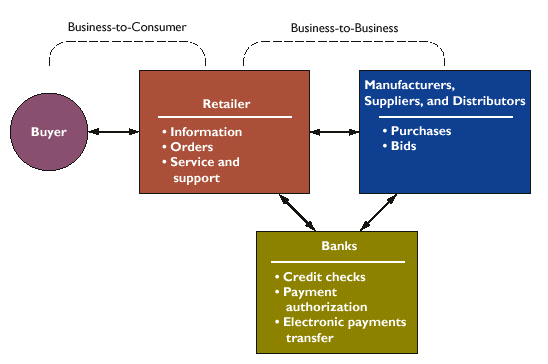 Business-to-Consumer
Business-to-Business
Buyer
Retailer
• Information
• Orders
• Service and
support
Manufacturers,
Suppliers, and Distributors
• Purchases
• Bids
Banks
• Credit checks
• Payment
authorization
• Electronic payments
transfer